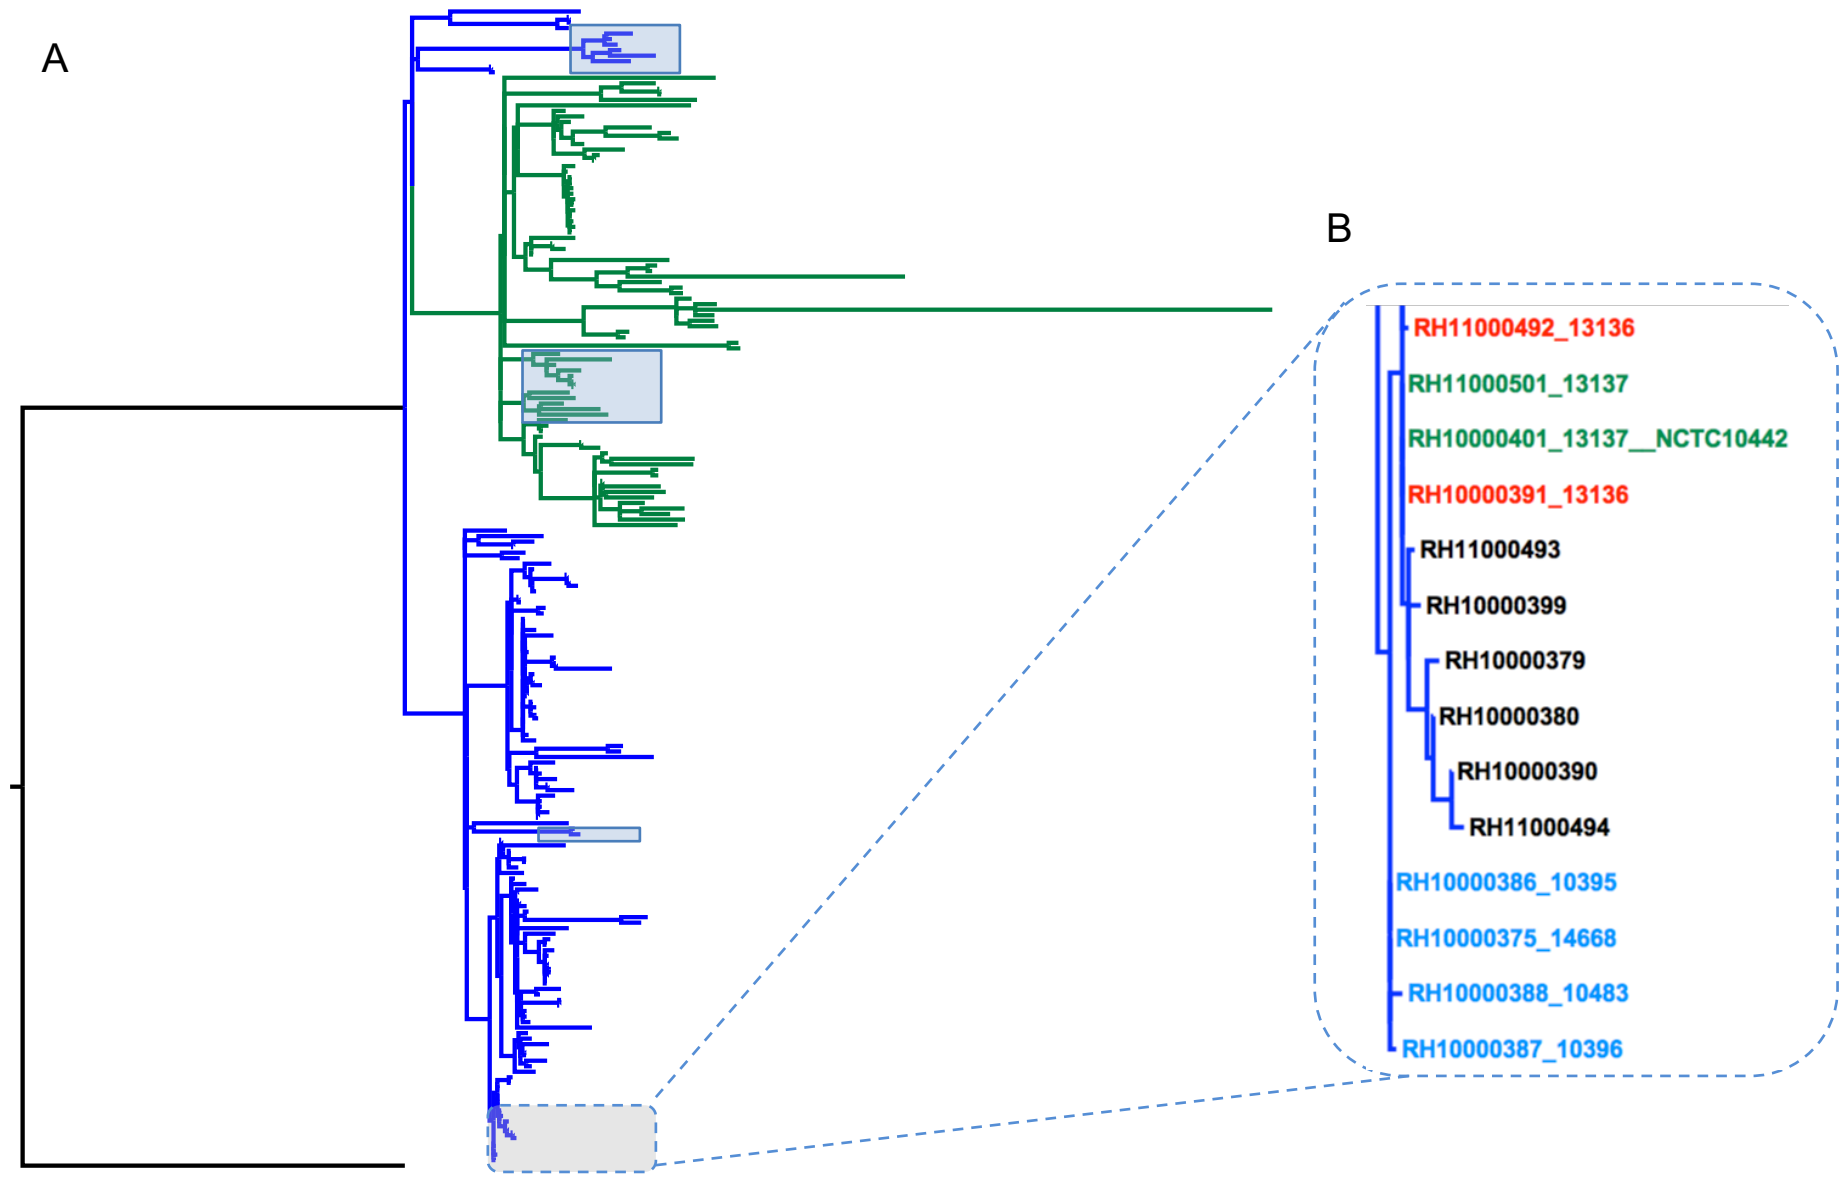 A
B
RH11000492_13136
RH11000501_13137
RH10000401_13137__NCTC10442
RH10000391_13136
RH11000493
RH10000399
RH10000379
RH10000380
RH10000390
RH11000494
RH10000386_10395
RH10000375_14668
RH10000388_10483
RH10000387_10396